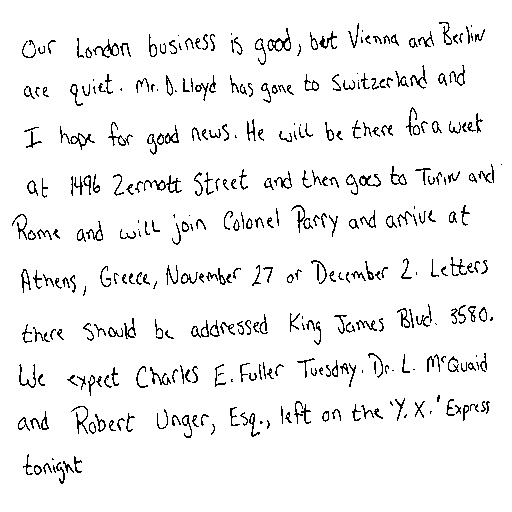 Our London business is good, but Vienna and Berlin
are quiet. Mr. D. Lloyd has gone to Switzerland and
I hope for good news. He will be there for a week
at 1496 Zermott Street and then goes to Turin and
Rome and will join Colonel Parry and arrive at
Athens, Greece, November 27 or December 2. Letters
there should be addressed King James Blvd. 3580.
We expect Charles E. Fuller Tuesday. Dr. L. McQuaid
and Robert Unger, Esq., left on the 'Y.X.' Express
tonight